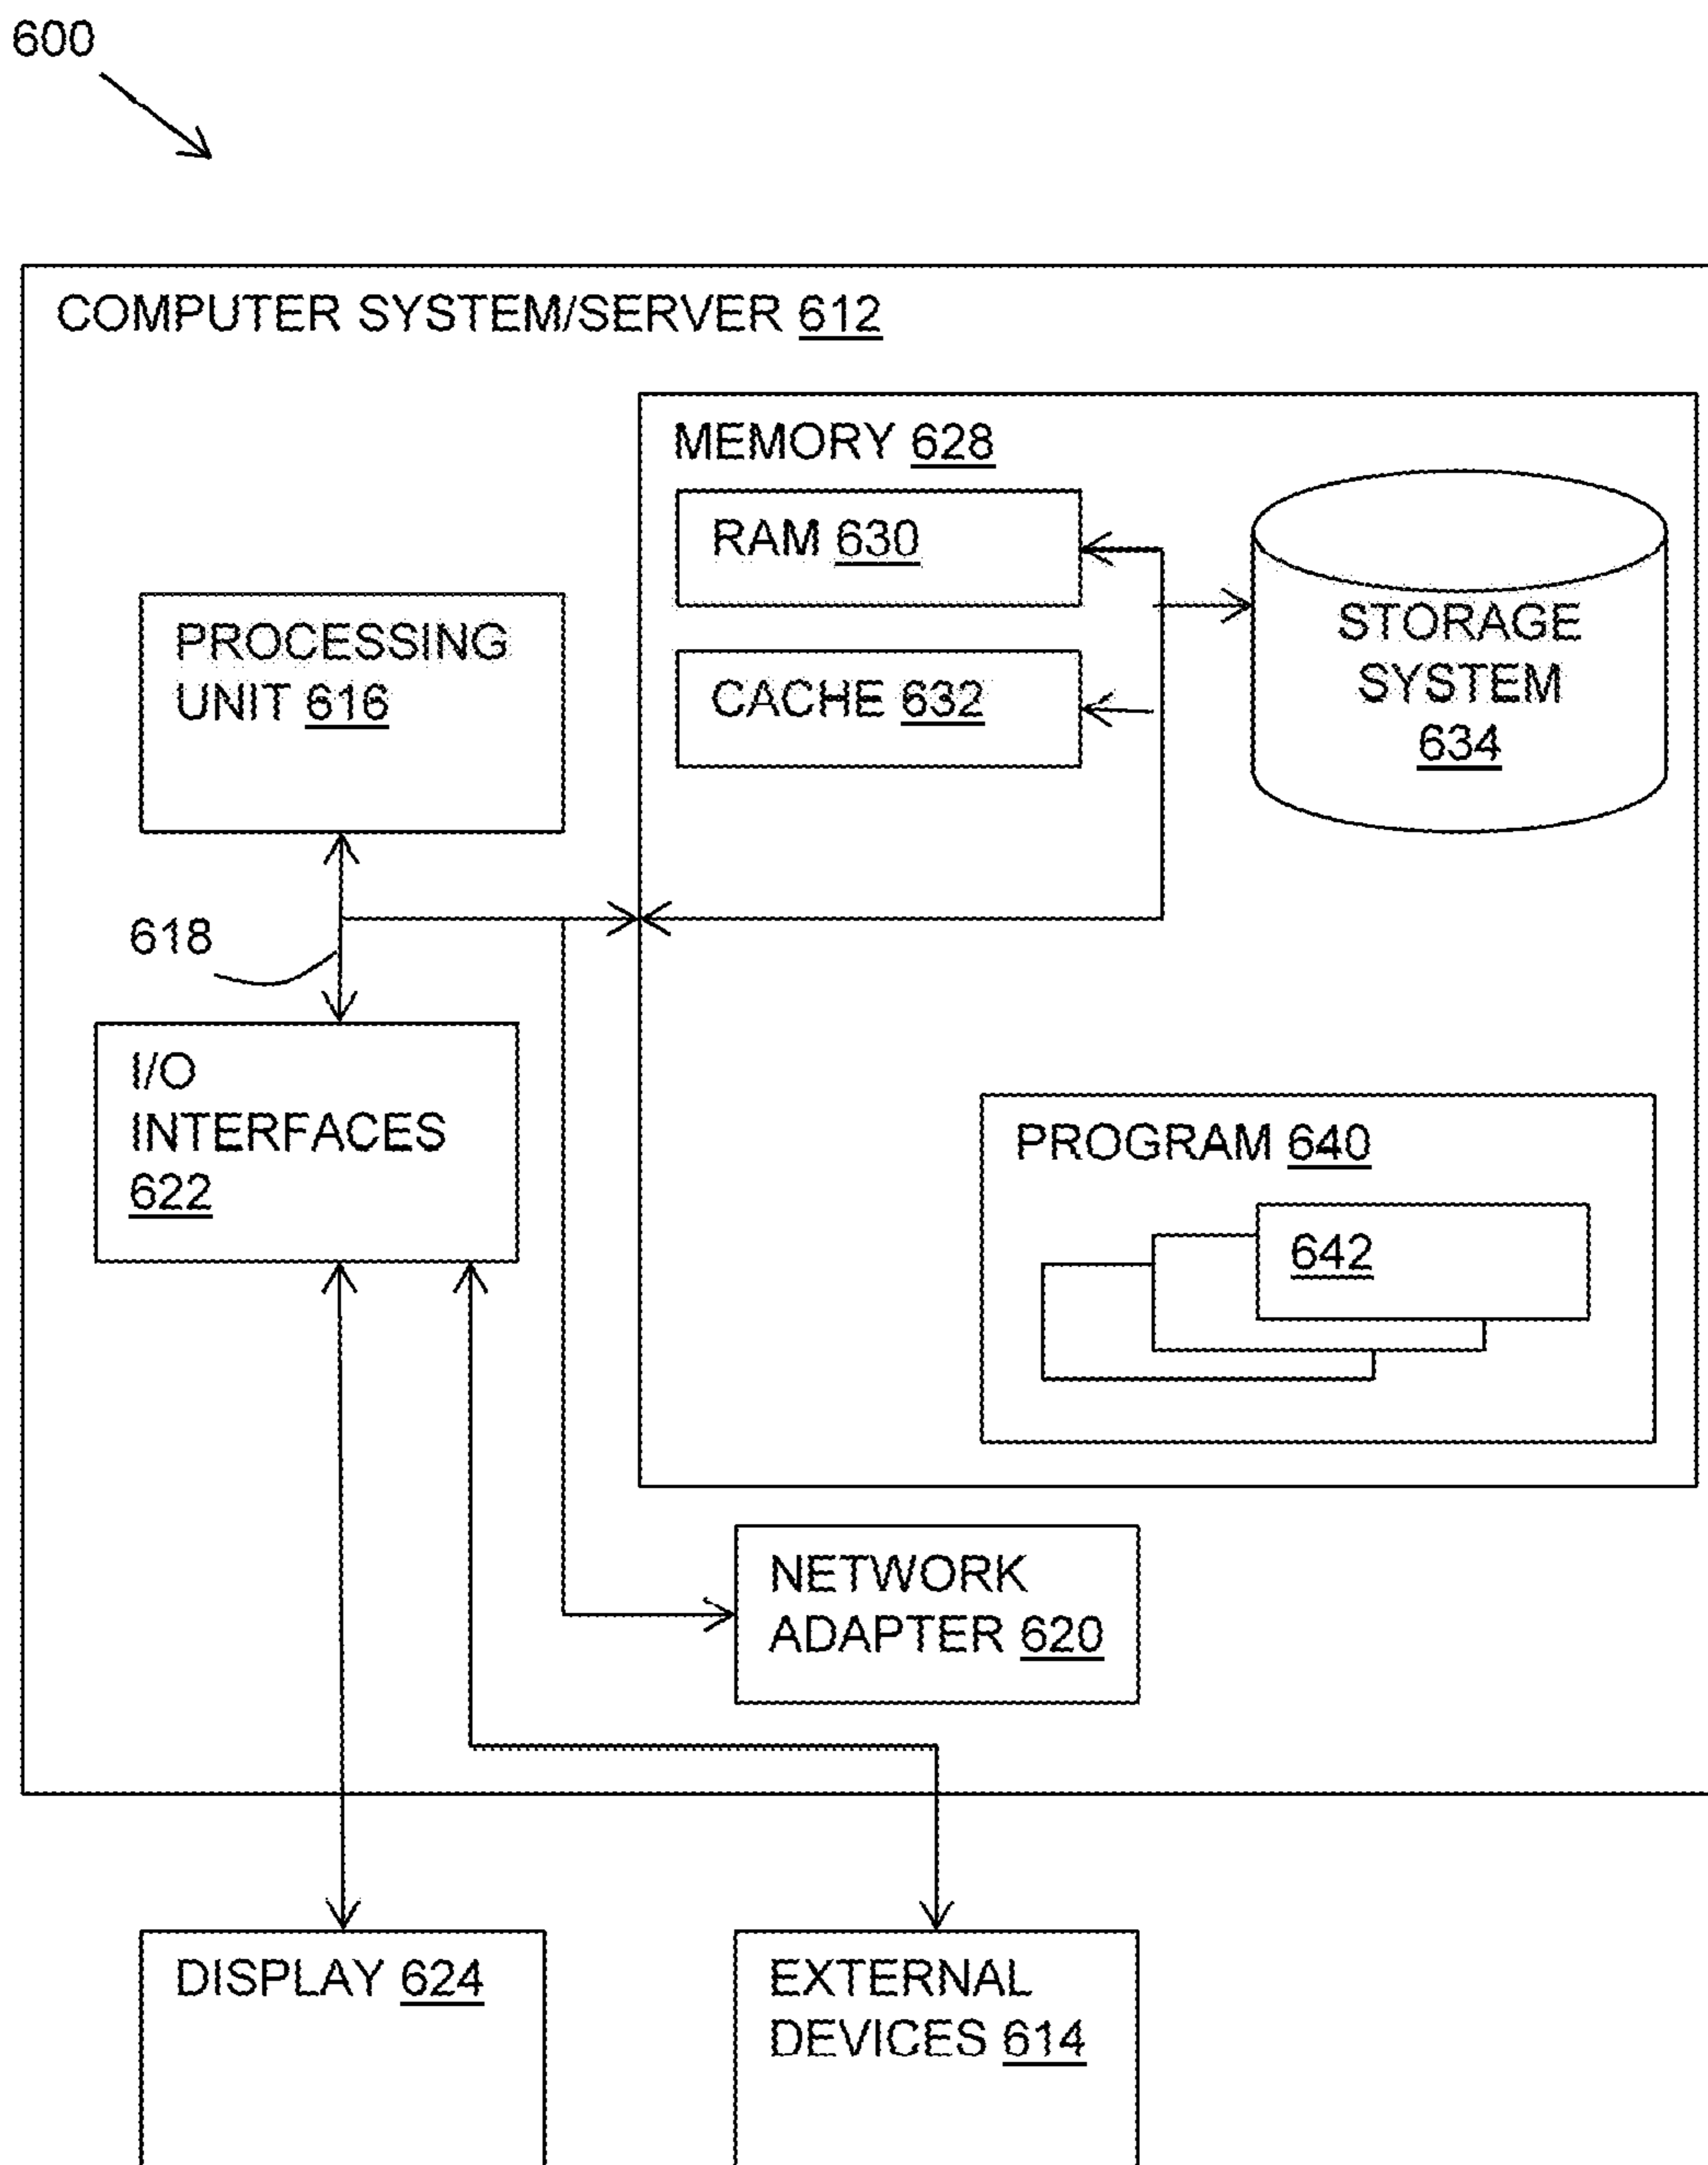 600
COMPUTER SYSTEM/SERVER 612
MEMORY 628
RAM 630
CACHE 632
STORAGE
SYSTEM
634
PROCESSING
UNIT 616
618
I/O
INTERFACES
622
PROGRAM 640
642
NETWORK
ADAPTER 620
DISPLAY 624
EXTERNAL
DEVICES 614